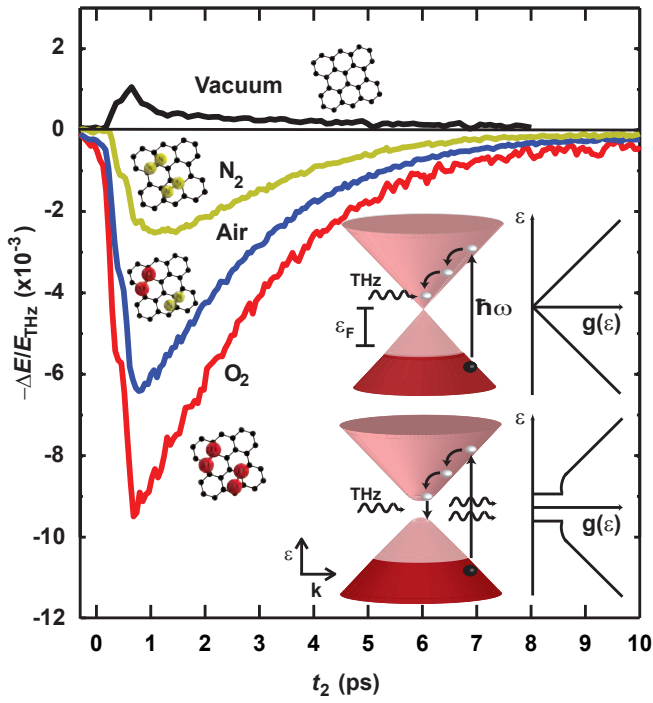 2
0
-2
-4
-6
-8
-10
-12
−ΔE/E_THz (x10⁻³)
Vacuum
N₂
Air
O₂
THz
ε_F
ħω
ε
g(ε)
THz
ε
g(ε)
ε
k
0 1 2 3 4 5 6 7 8 9 10
t₂ (ps)